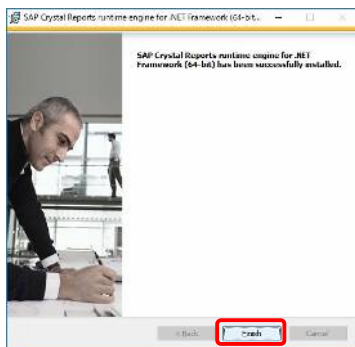 SAP Crystal Reports runtime engine for .NET Framework (64-bit...
SAP Crystal Reports runtime engine for .NET
Framework (64-bit) has been successfully installed.
< Back
Finish
Cancel